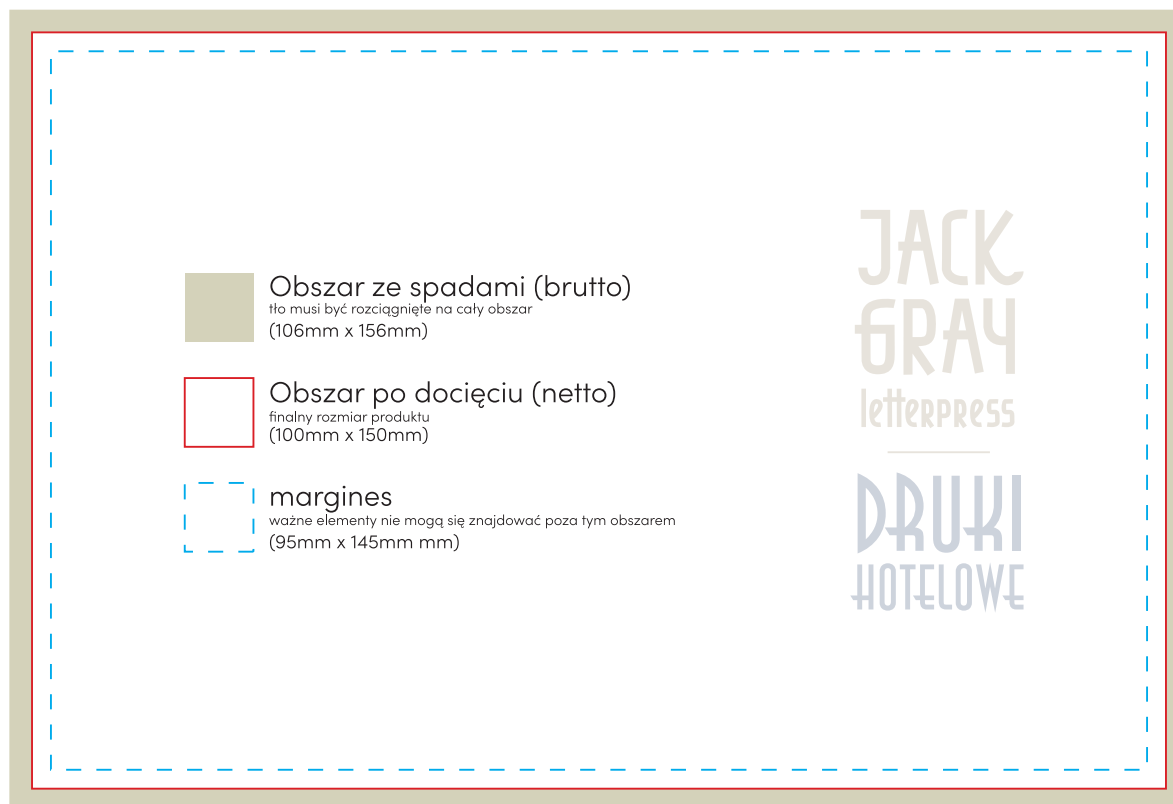 Obszar ze spadami (brutto)
tło musi być rozciągnięte na cały obszar
(106mm x 156mm)
Obszar po docięciu (netto)
finalny rozmiar produktu
(100mm x 150mm)
margines
ważne elementy nie mogą się znajdować poza tym obszarem
(95mm x 145mm mm)
JACK
GRAY
letterpress
DRUKI
HOTELOWE